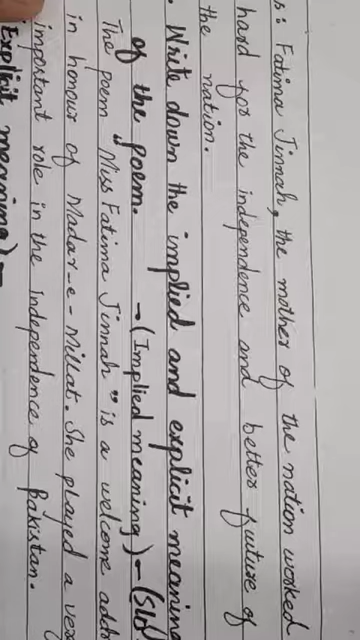 s: Fatima Jinnah, the mother of the nation worked
hard for the independence and better future of
the nation.
. Write down the implied and explicit meaning
of the poem. → (Implied meaning) - (SLO
The poem "Miss Fatima Jinnah" is a welcome add
in honour of Madar-e-Millat. She played a ver
important role in the Independence of Pakistan.
Explicit meaning) -